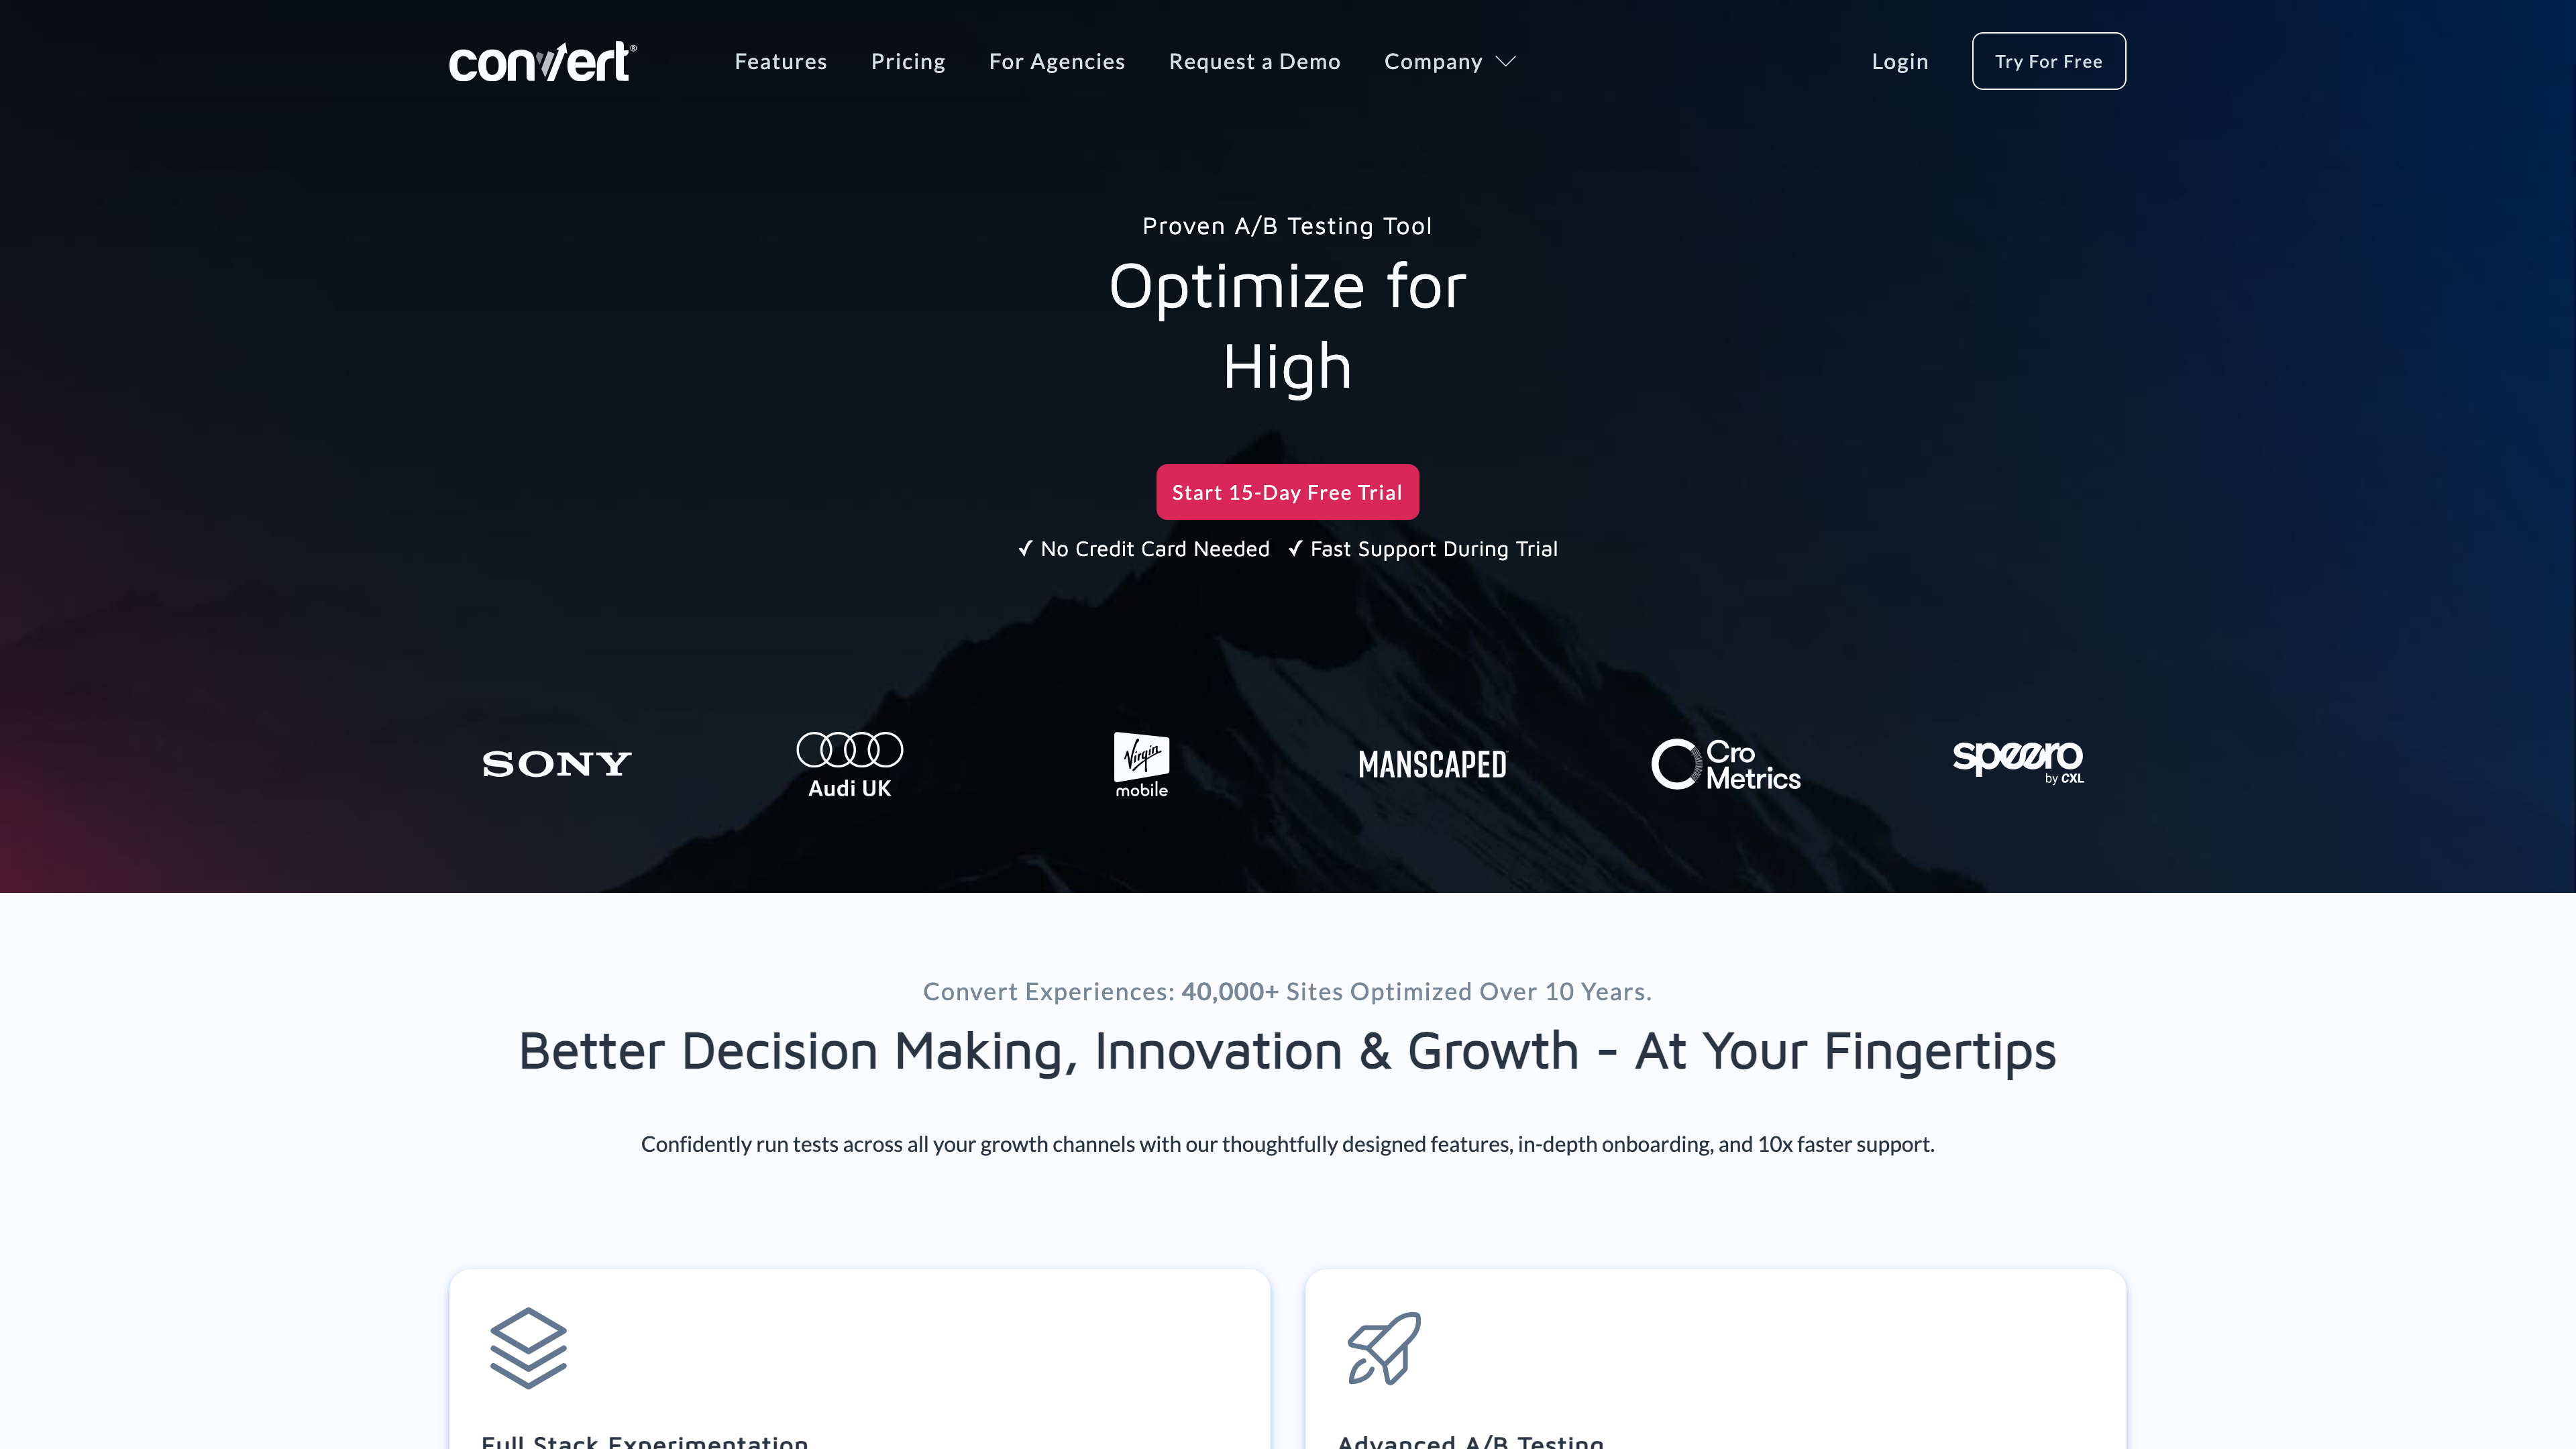 convert®
Features
Pricing
For Agencies
Request a Demo
Company
Login
Try For Free
Proven A/B Testing Tool
Optimize for
High
Start 15-Day Free Trial
✓ No Credit Card Needed ✓ Fast Support During Trial
SONY
Audi UK
Virgin
mobile
MANSCAPED
Cro
Metrics
speero
by CXL
Convert Experiences: 40,000+ Sites Optimized Over 10 Years.
Better Decision Making, Innovation & Growth - At Your Fingertips
Confidently run tests across all your growth channels with our thoughtfully designed features, in-depth onboarding, and 10x faster support.
Full Stack Experimentation
Advanced A/B Testing